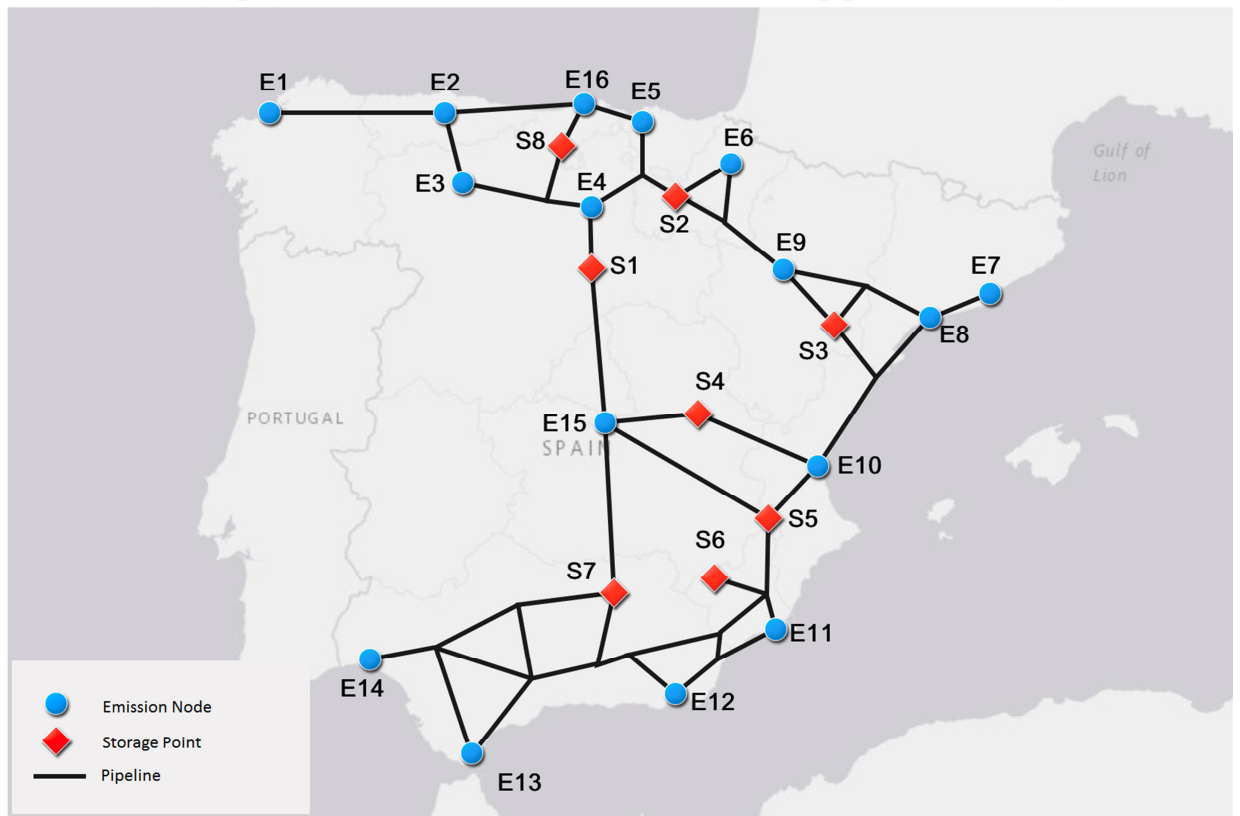 E1
E2
E16
E5
S8
E6
Gulf of
Lion
E3
E4
S2
E9
S1
E7
S3
E8
S4
PORTUGAL
E15
SPAIN
E10
S5
S6
S7
E11
E14
E12
E13
Emission Node
Storage Point
Pipeline